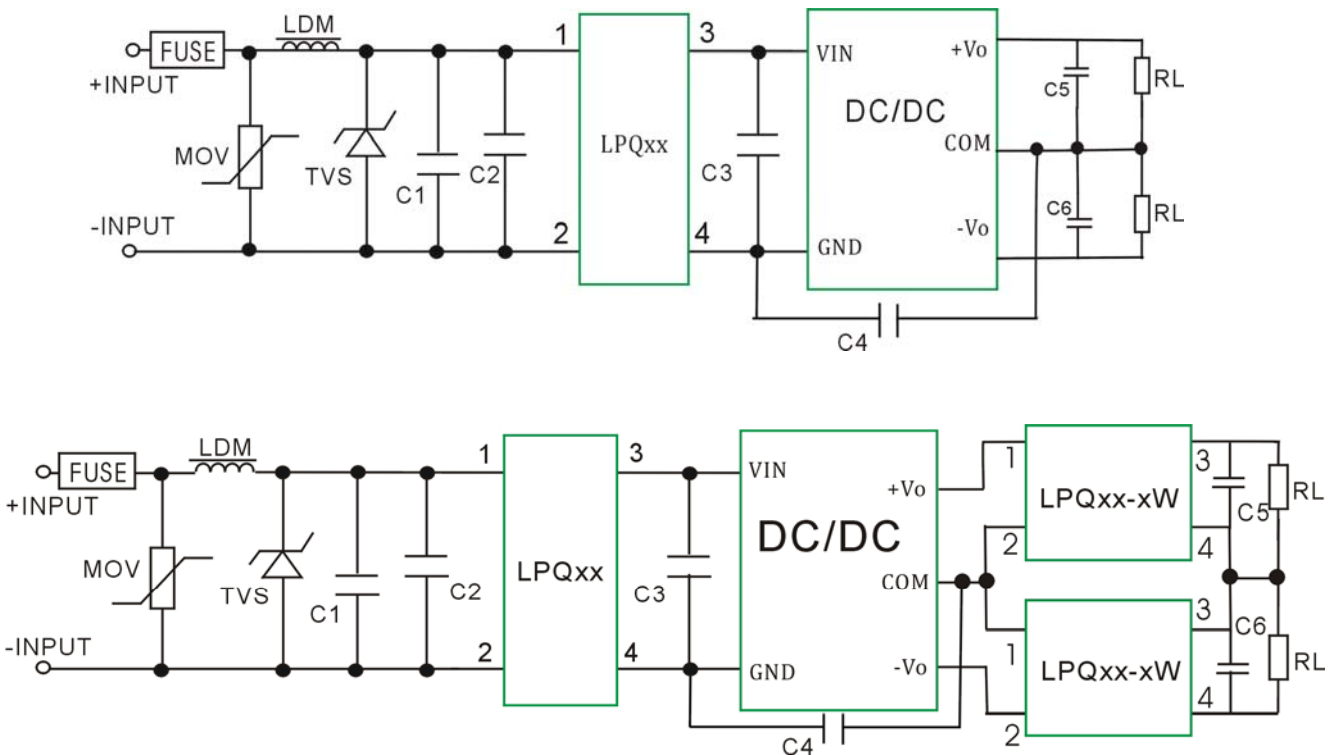 LDM
FUSE
+INPUT
1
3
VIN
+Vo
C5
RL
DC/DC
MOV
TVS
C1
C2
LPQxx
C3
COM
-INPUT
2
4
GND
C6
-Vo
RL
C4
LDM
FUSE
+INPUT
1
3
VIN
+Vo
1
3
LPQxx-xW
C5
RL
DC/DC
2
4
MOV
TVS
C1
C2
LPQxx
C3
COM
3
C6
-INPUT
2
4
GND
-Vo
1
LPQxx-xW
RL
4
2
C4